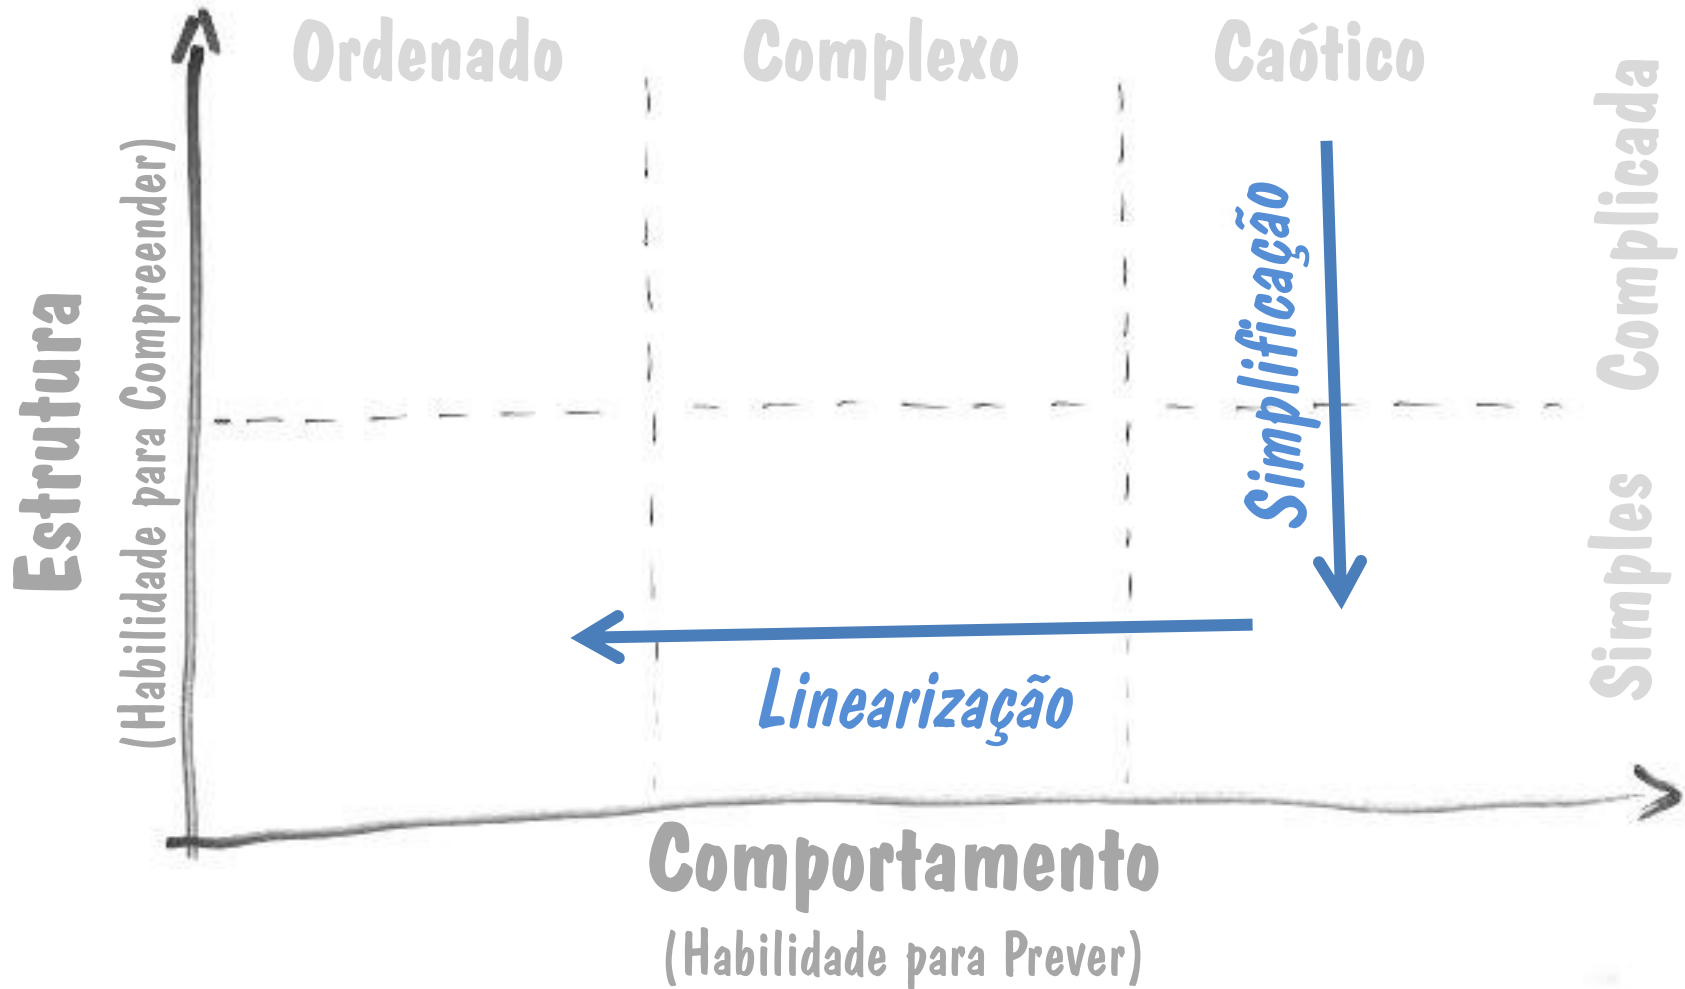 Ordenado
Complexo
Caótico
Complicada
Simples
Estrutura
(Habilidade para Compreender)
Simplificação
Linearização
Comportamento
(Habilidade para Prever)